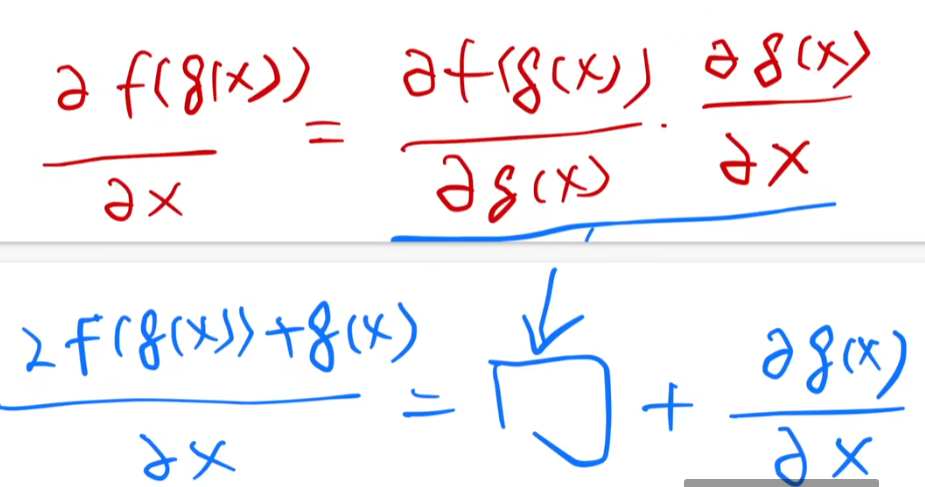 ∂f(g(x))/∂x = ∂f(g(x))/∂g(x) · ∂g(x)/∂x
∂f(g(x))+g(x)/∂x = □ + ∂g(x)/∂x